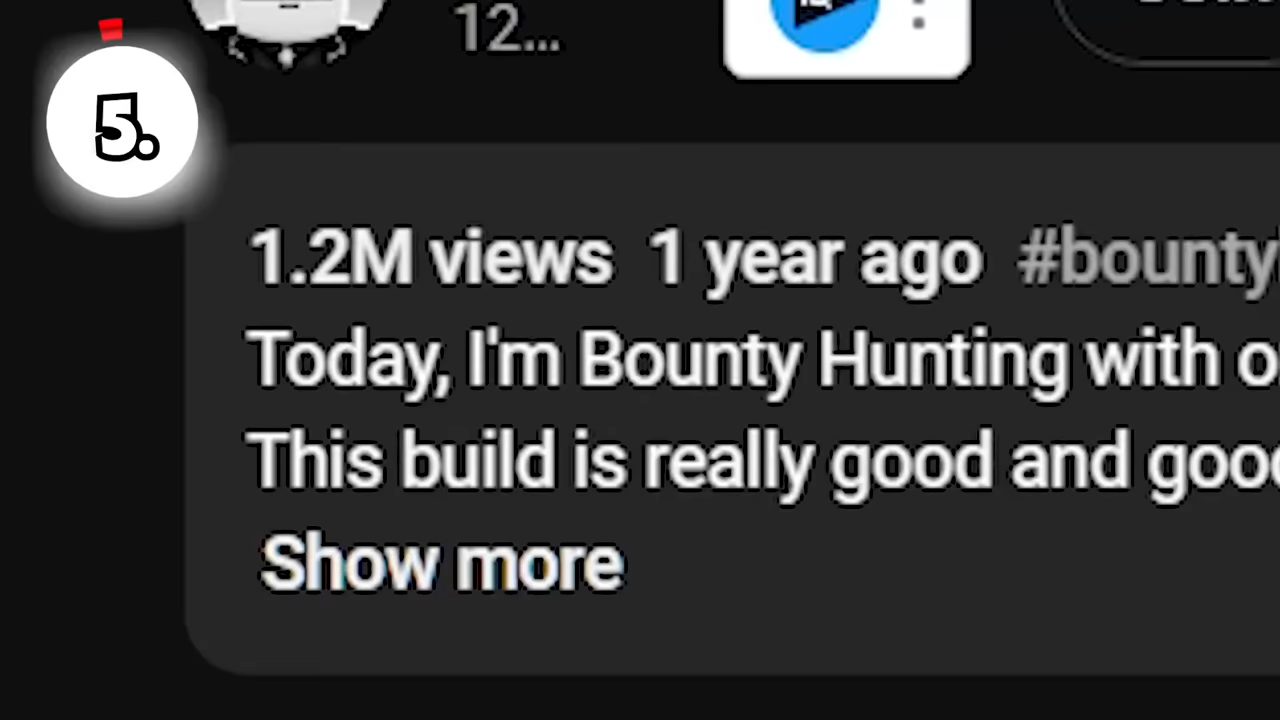 12...
5.
1.2M views 1 year ago #bounty
Today, I'm Bounty Hunting with
This build is really good and
Show more